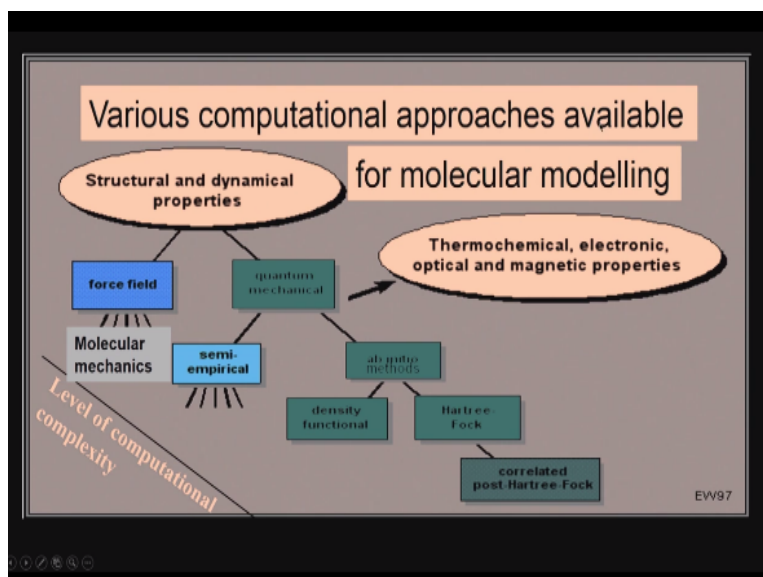 Various computational approaches available
for molecular modelling
Structural and dynamical
properties
Thermochemical, electronic,
optical and magnetic properties
force field
quantum
mechanical
Molecular
mechanics
semi-
empirical
ab initio
methods
Level of computational
complexity
density
functional
Hartree-
Fock
correlated
post-Hartree-Fock
EW97